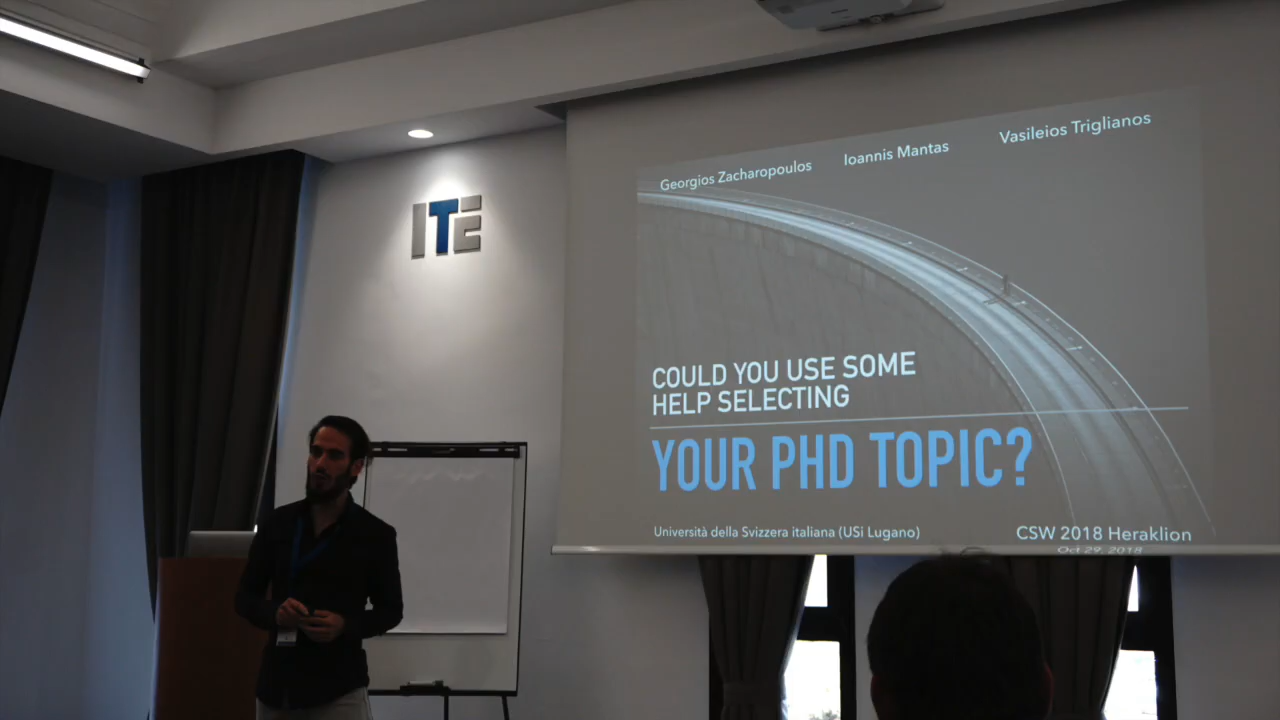 ITE
Georgios Zacharopoulos
Ioannis Mantas
Vasileios Triglianos
COULD YOU USE SOME
HELP SELECTING
YOUR PHD TOPIC?
Università della Svizzera italiana (USi Lugano)
CSW 2018 Heraklion
Oct 29, 2018